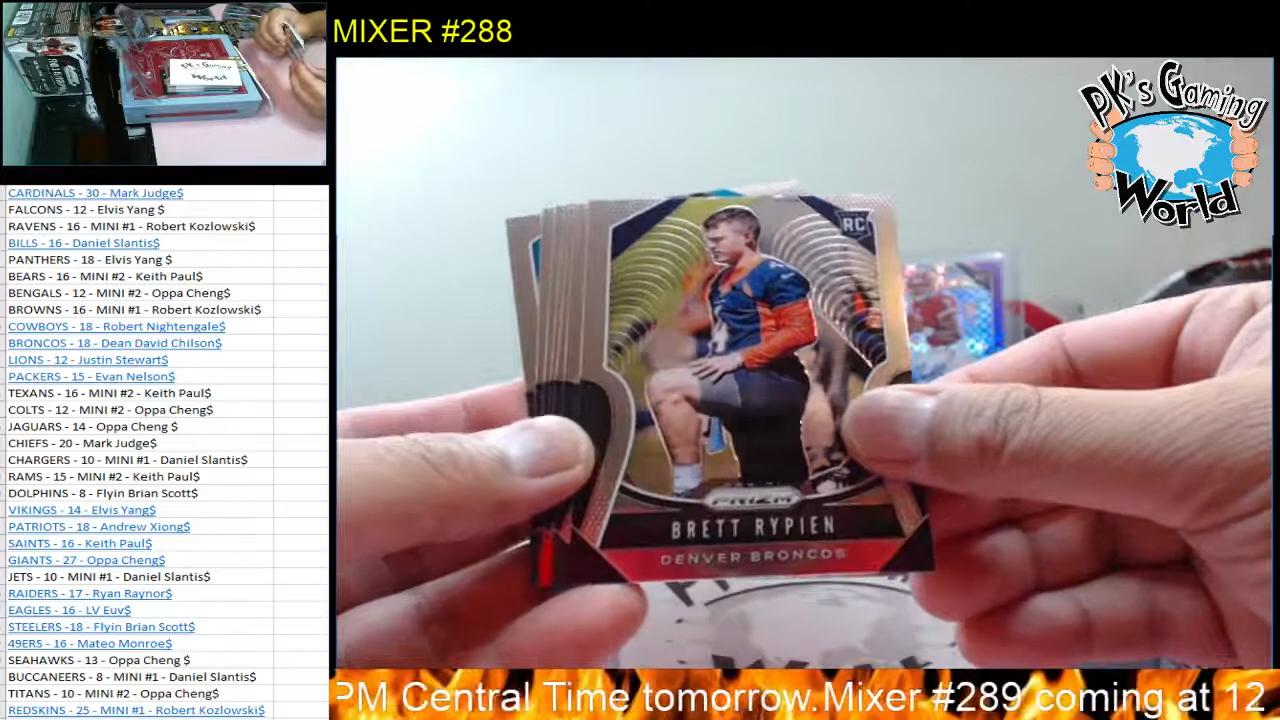 MIXER #288
PK's Gaming
World
PK's Gaming
World
CARDINALS - 30 - Mark Judge$
FALCONS - 12 - Elvis Yang $
RAVENS - 16 - MINI #1 - Robert Kozlowski$
BILLS - 16 - Daniel Slantis$
PANTHERS - 18 - Elvis Yang $
BEARS - 16 - MINI #2 - Keith Paul$
BENGALS - 12 - MINI #2 - Oppa Cheng$
BROWNS - 16 - MINI #1 - Robert Kozlowski$
COWBOYS - 18 - Robert Nightengale$
BRONCOS - 18 - Dean David Chilson$
LIONS - 12 - Justin Stewart$
PACKERS - 15 - Evan Nelson$
TEXANS - 16 - MINI #2 - Keith Paul$
COLTS - 12 - MINI #2 - Oppa Cheng$
JAGUARS - 14 - Oppa Cheng $
CHIEFS - 20 - Mark Judge$
CHARGERS - 10 - MINI #1 - Daniel Slantis$
RAMS - 15 - MINI #2 - Keith Paul$
DOLPHINS - 8 - Flyin Brian Scott$
VIKINGS - 14 - Elvis Yang$
PATRIOTS - 18 - Andrew Xiong$
SAINTS - 16 - Keith Paul$
GIANTS - 27 - Oppa Cheng$
JETS - 10 - MINI #1 - Daniel Slantis$
RAIDERS - 17 - Ryan Raynor$
EAGLES - 16 - LV Euv$
STEELERS -18 - Flyin Brian Scott$
49ERS - 16 - Mateo Monroe$
SEAHAWKS - 13 - Oppa Cheng $
BUCCANEERS - 8 - MINI #1 - Daniel Slantis$
TITANS - 10 - MINI #2 - Oppa Cheng$
REDSKINS - 25 - MINI #1 - Robert Kozlowski$
RC
PRIZM
BRETT RYPIEN
DENVER BRONCOS
PM Central Time tomorrow.Mixer #289 coming at 12